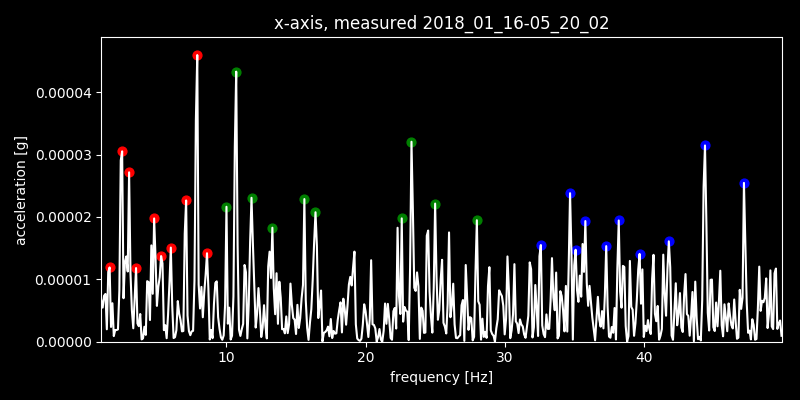 x-axis, measured 2018_01_16-05_20_02
acceleration [g]
0.00004
0.00003
0.00002
0.00001
0.00000
10 20 30 40
frequency [Hz]